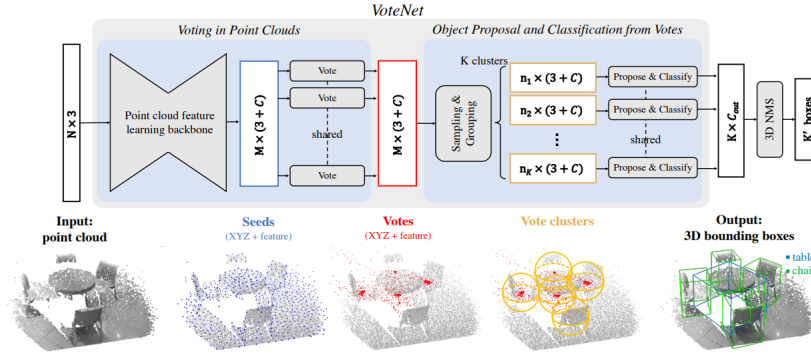 VoteNet
Voting in Point Clouds
Object Proposal and Classification from Votes
N × 3
Point cloud feature
learning backbone
M × (3 + C)
Vote
Vote
shared
Vote
M × (3 + C)
Sampling &
Grouping
K clusters
n₁ × (3 + C)
n₂ × (3 + C)
⋮
n_K × (3 + C)
Propose & Classify
Propose & Classify
shared
Propose & Classify
K × C_out
3D NMS
K' boxes
Input:
point cloud
Seeds
(XYZ + feature)
Votes
(XYZ + feature)
Vote clusters
Output:
3D bounding boxes
table
chair